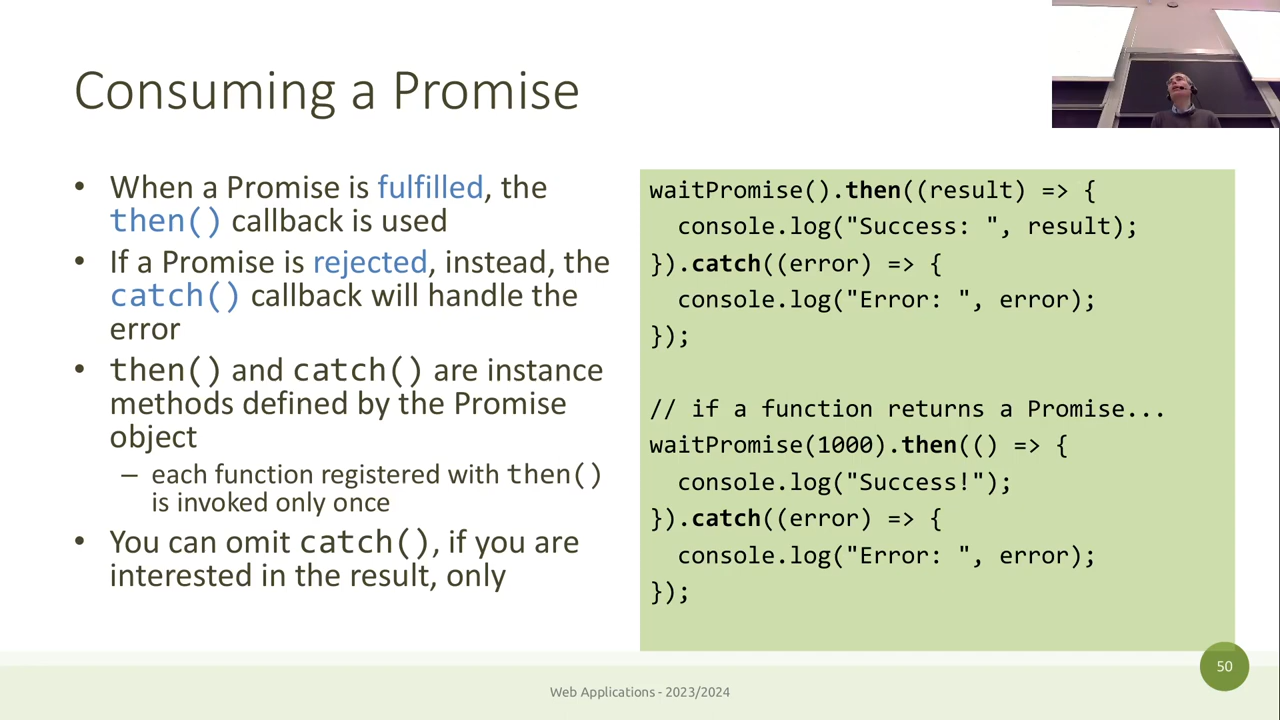 Consuming a Promise
• When a Promise is fulfilled, the
then() callback is used
• If a Promise is rejected, instead, the
catch() callback will handle the
error
• then() and catch() are instance
methods defined by the Promise
object
– each function registered with then()
is invoked only once
• You can omit catch(), if you are
interested in the result, only
waitPromise().then((result) => {
  console.log("Success: ", result);
}).catch((error) => {
  console.log("Error: ", error);
});

// if a function returns a Promise...
waitPromise(1000).then(() => {
  console.log("Success!");
}).catch((error) => {
  console.log("Error: ", error);
});
Web Applications - 2023/2024
50